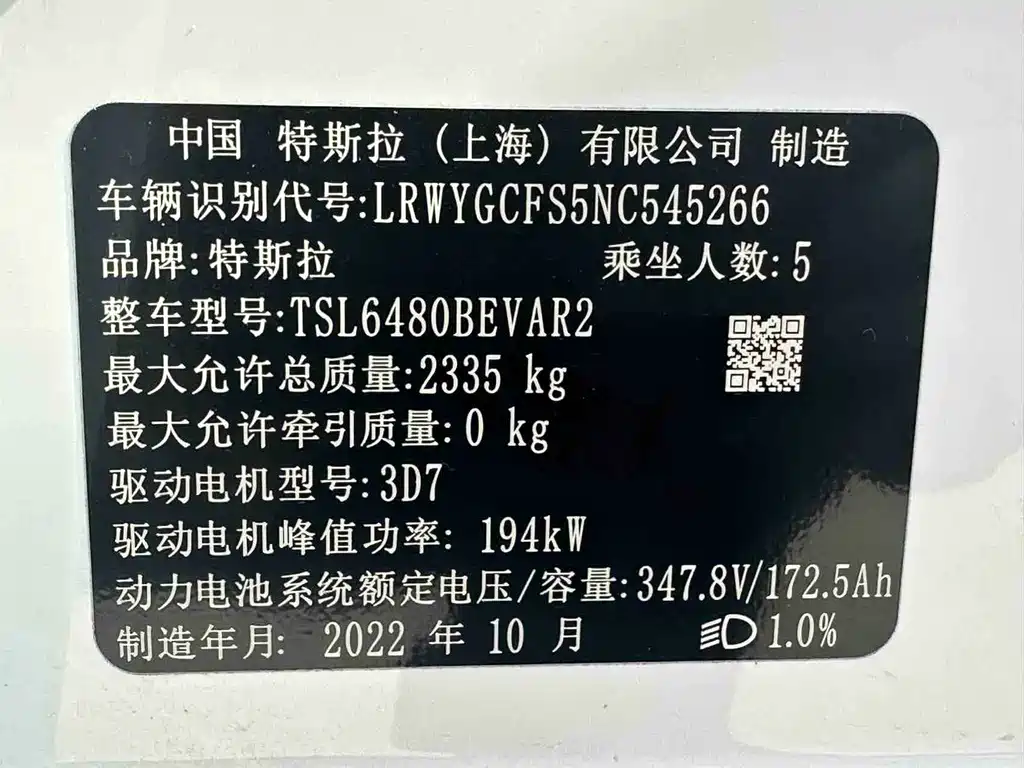 中国 特斯拉（上海）有限公司 制造
车辆识别代号:LRWYGCFS5NC545266
品牌:特斯拉 乘坐人数:5
整车型号:TSL6480BEVAR2
最大允许总质量:2335 kg
最大允许牵引质量:0 kg
驱动电机型号:3D7
驱动电机峰值功率: 194kW
动力电池系统额定电压/容量:347.8V/172.5Ah
制造年月: 2022 年 10 月 1.0%